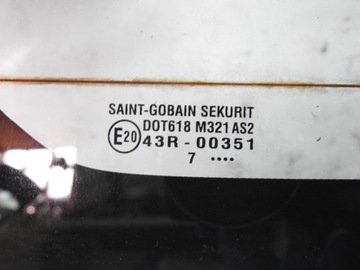 SAINT-GOBAIN SEKURIT
DOT618 M321 AS2
E20 43R - 00351
7 ••••